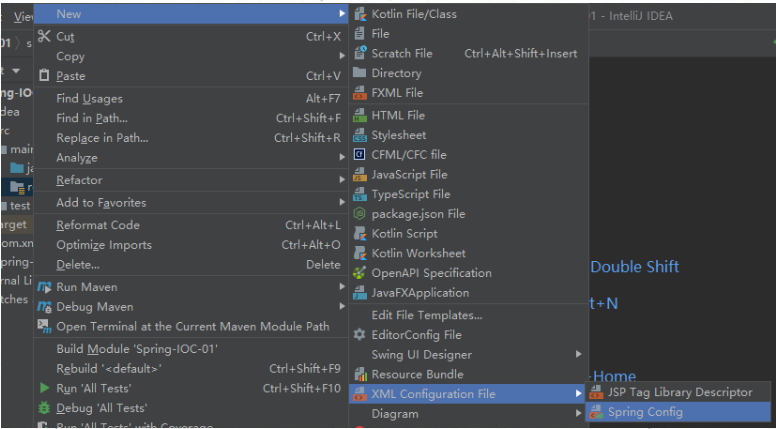 View
New
Kotlin File/Class
01 - IntelliJ IDEA
01
s
Cut
Ctrl+X
File
Copy
Scratch File
Ctrl+Alt+Shift+Insert
Paste
Ctrl+V
Directory
ng-IO
Find Usages
Alt+F7
FXML File
dea
Find in Path...
Ctrl+Shift+F
HTML File
rc
Replace in Path...
Ctrl+Shift+R
Stylesheet
main
Analyze
CFML/CFC file
ja
Refactor
JavaScript File
r
TypeScript File
test
Add to Favorites
package.json File
arget
Reformat Code
Ctrl+Alt+L
Kotlin Script
om.xm
Optimize Imports
Ctrl+Alt+O
Kotlin Worksheet
pring-
Delete...
Delete
OpenAPI Specification
Double Shift
rnal Li
Run Maven
JavaFXApplication
tches
Debug Maven
Edit File Templates...
t+N
Open Terminal at the Current Maven Module Path
EditorConfig File
Build Module 'Spring-IOC-01'
Swing UI Designer
Rebuild '<default>'
Ctrl+Shift+F9
Resource Bundle
+Home
Run 'All Tests'
Ctrl+Shift+F10
XML Configuration File
JSP Tag Library Descriptor
Debug 'All Tests'
Diagram
Spring Config
Run 'All Tests' with Coverage